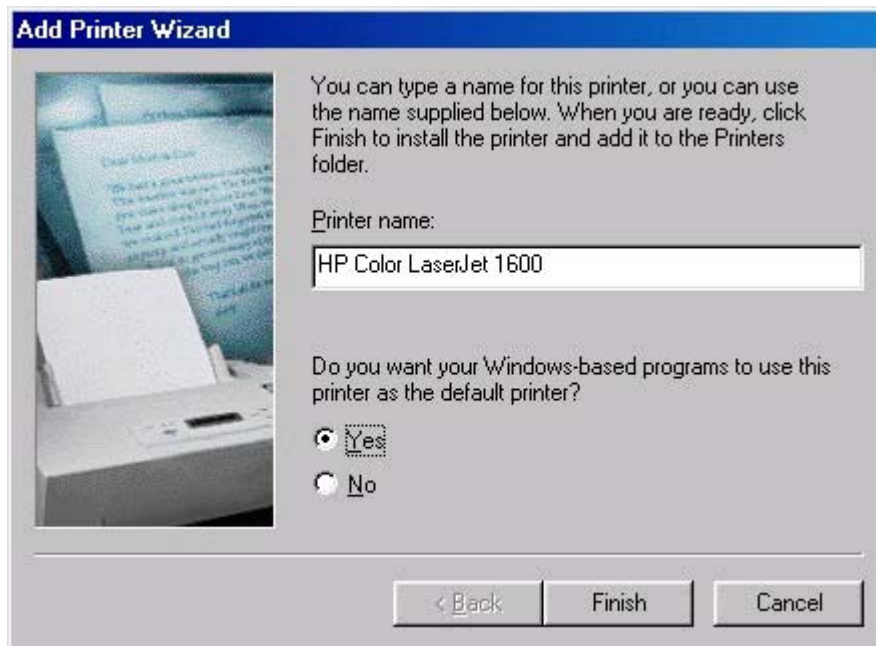 Add Printer Wizard
You can type a name for this printer, or you can use
the name supplied below. When you are ready, click
Finish to install the printer and add it to the Printers
folder.
Printer name:
HP Color LaserJet 1600
Do you want your Windows-based programs to use this
printer as the default printer?
Yes
No
< Back
Finish
Cancel